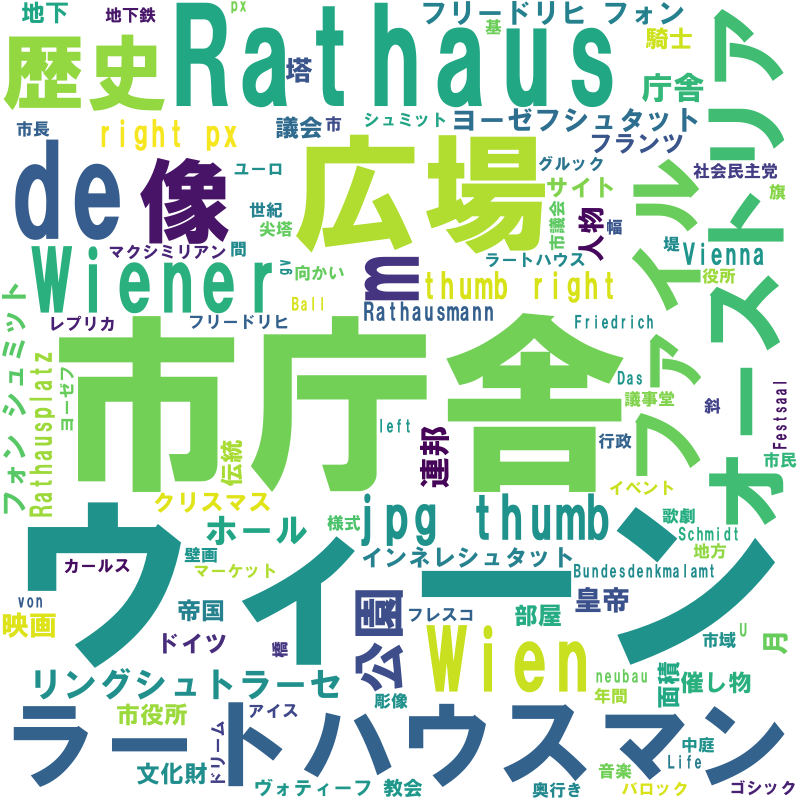 地下
地下鉄
px
Rathaus
フリードリヒ フォン
基
騎士
オーストリア
歴史
塔
庁舎
市長
right px
議会
市
シュミット
ヨーゼフシュタット
フランツ
de
像
広場
ユーロ
グルック
社会民主党
世紀
サイト
旗
尖塔
市議会
人物
幅
ファイル
マクシミリアン
間
堤
Vienna
Wiener
gv
向かい
m
ラートハウス
thumb right
役所
Ball
Rathausmann
レプリカ
フリードリヒ
Friedrich
フォン シュミット
市庁舎
Rathausplatz
ヨーゼフ
Das
議事堂
斜
Festsaal
left
伝統
連邦
行政
市民
クリスマス
イベント
ホール
様式
jpg thumb
歌劇
Schmidt
地方
ウィーン
壁画
カールス
マーケット
インネレシュタット
Bundesdenkmalamt
von
帝国
公園
フレスコ
部屋
皇帝
映画
ドイツ
橋
Wien
市域
U
月
リングシュトラーセ
neubau
面積
催し物
年間
彫像
市役所
アイス
ラートハウスマン
ドリーム
中庭
文化財
音楽
Life
ヴォティーフ 教会
奥行き
バロック
ゴシック